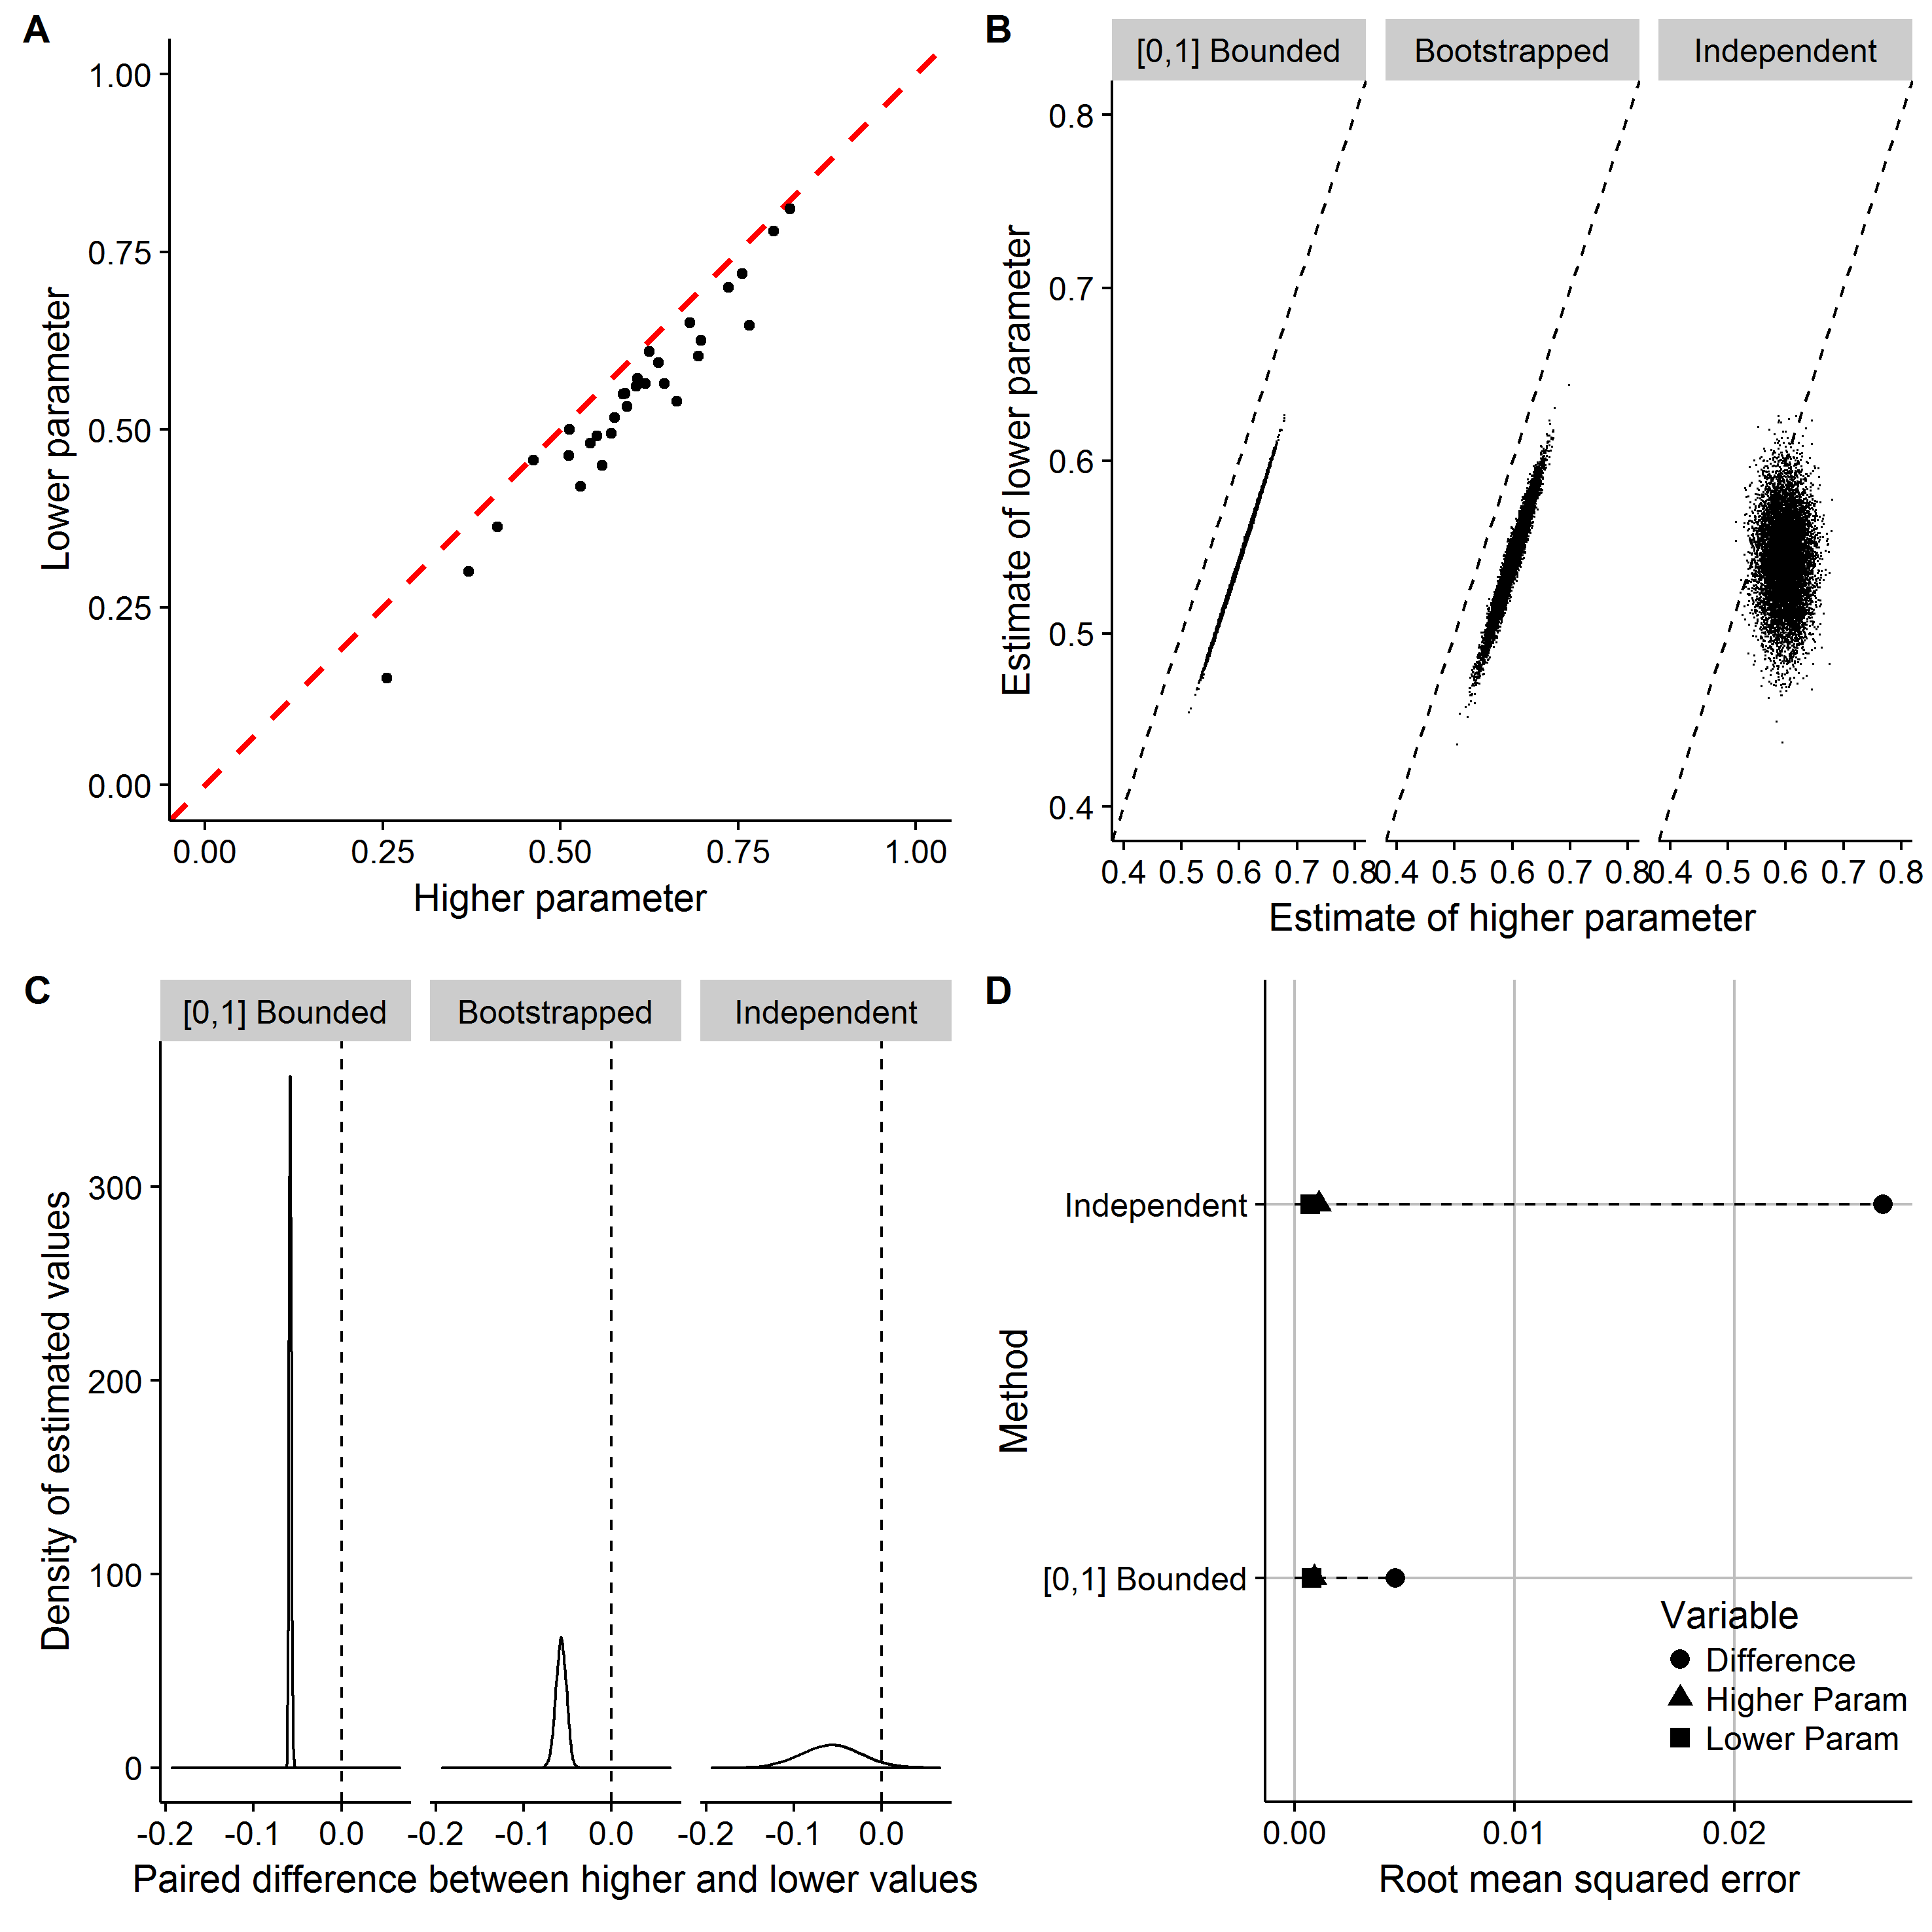 A
1.00
0.75
0.50
0.25
0.00
Lower parameter
0.00 0.25 0.50 0.75 1.00
Higher parameter
B
[0,1] Bounded Bootstrapped Independent
0.8
0.7
0.6
0.5
0.4
Estimate of lower parameter
0.4 0.5 0.6 0.7 0.8 0.4 0.5 0.6 0.7 0.8 0.4 0.5 0.6 0.7 0.8
Estimate of higher parameter
C
[0,1] Bounded Bootstrapped Independent
300
200
100
0
Density of estimated values
-0.2 -0.1 0.0 -0.2 -0.1 0.0 -0.2 -0.1 0.0
Paired difference between higher and lower values
D
Independent
[0,1] Bounded
Method
Variable
Difference
Higher Param
Lower Param
0.00 0.01 0.02
Root mean squared error